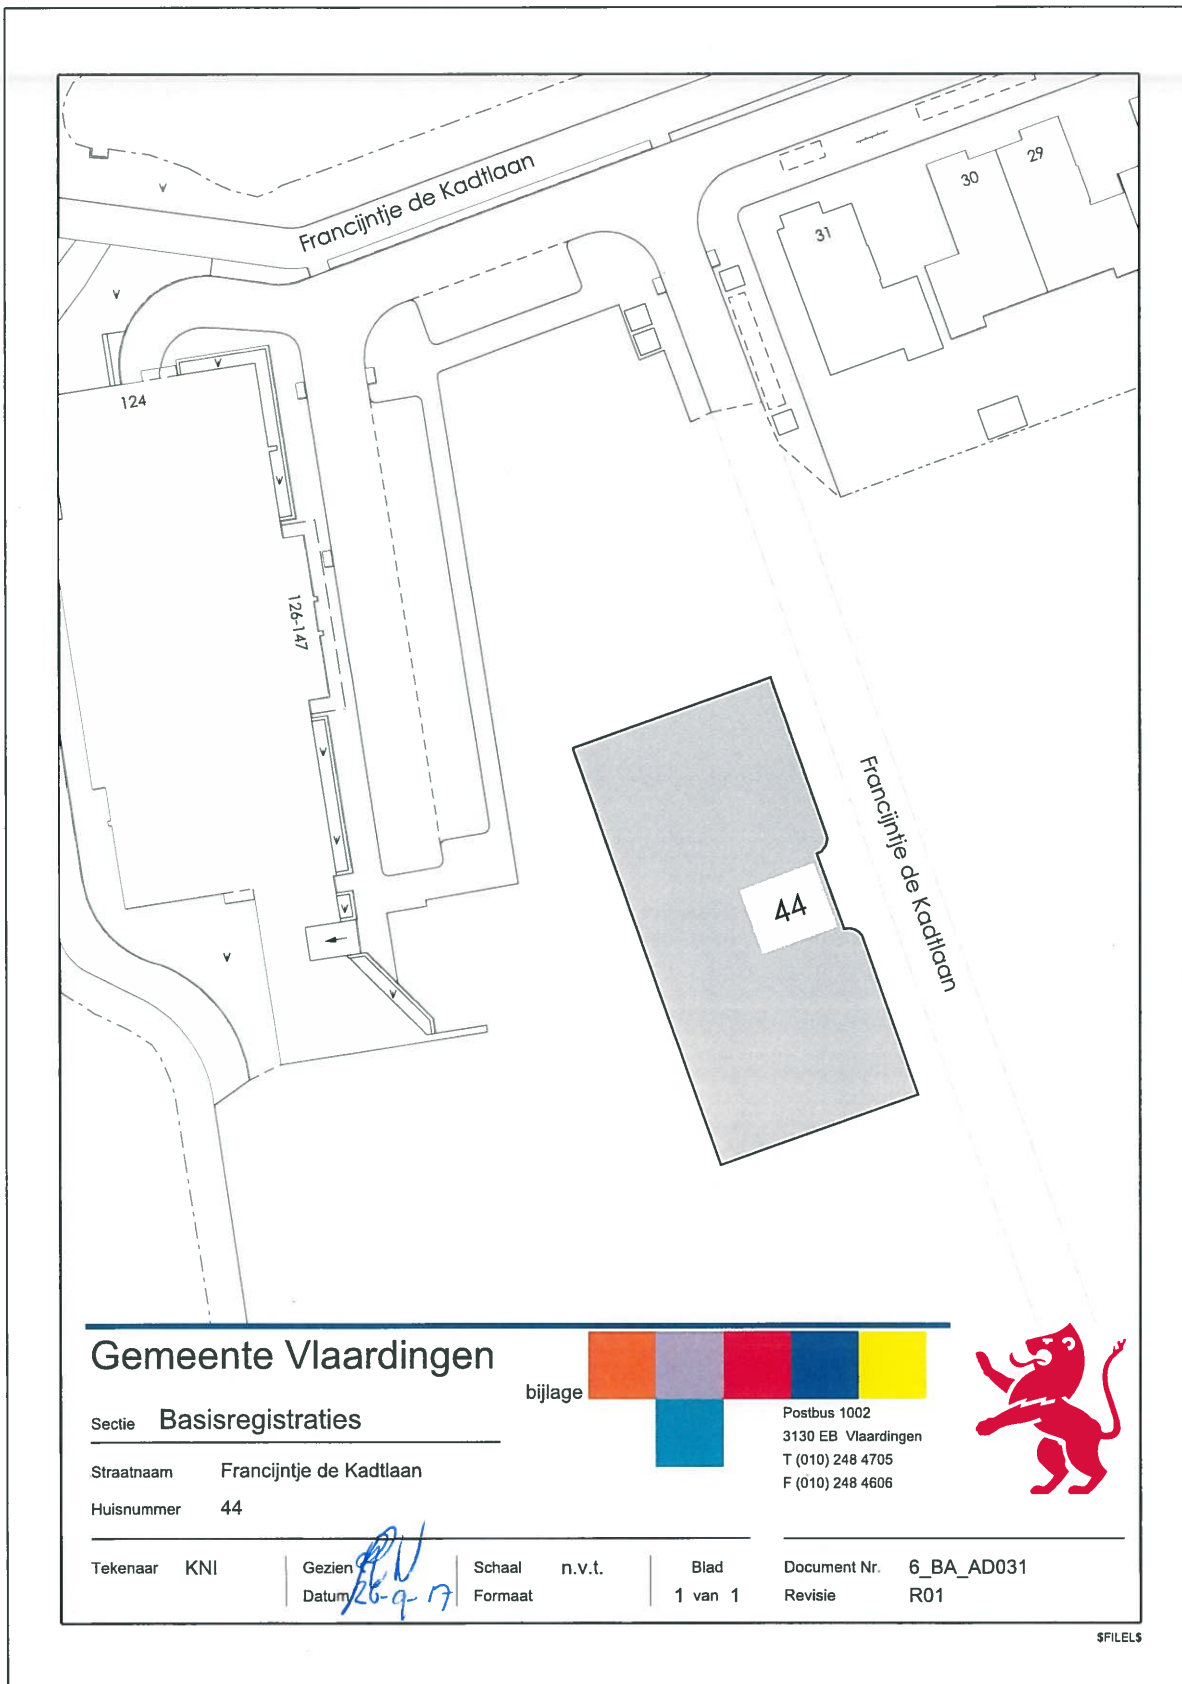 Francijntje de Kadtlaan
29
30
31
124
126-147
Francijntje de Kadtlaan
44
Gemeente Vlaardingen
bijlage
Sectie Basisregistraties
Postbus 1002
3130 EB Vlaardingen
T (010) 248 4705
F (010) 248 4606
Straatnaam Francijntje de Kadtlaan
Huisnummer 44
Tekenaar KNI Gezien Schaal n.v.t. Blad Document Nr. 6_BA_AD031
Datum 26-9-17 Formaat 1 van 1 Revisie R01
$FILEL$